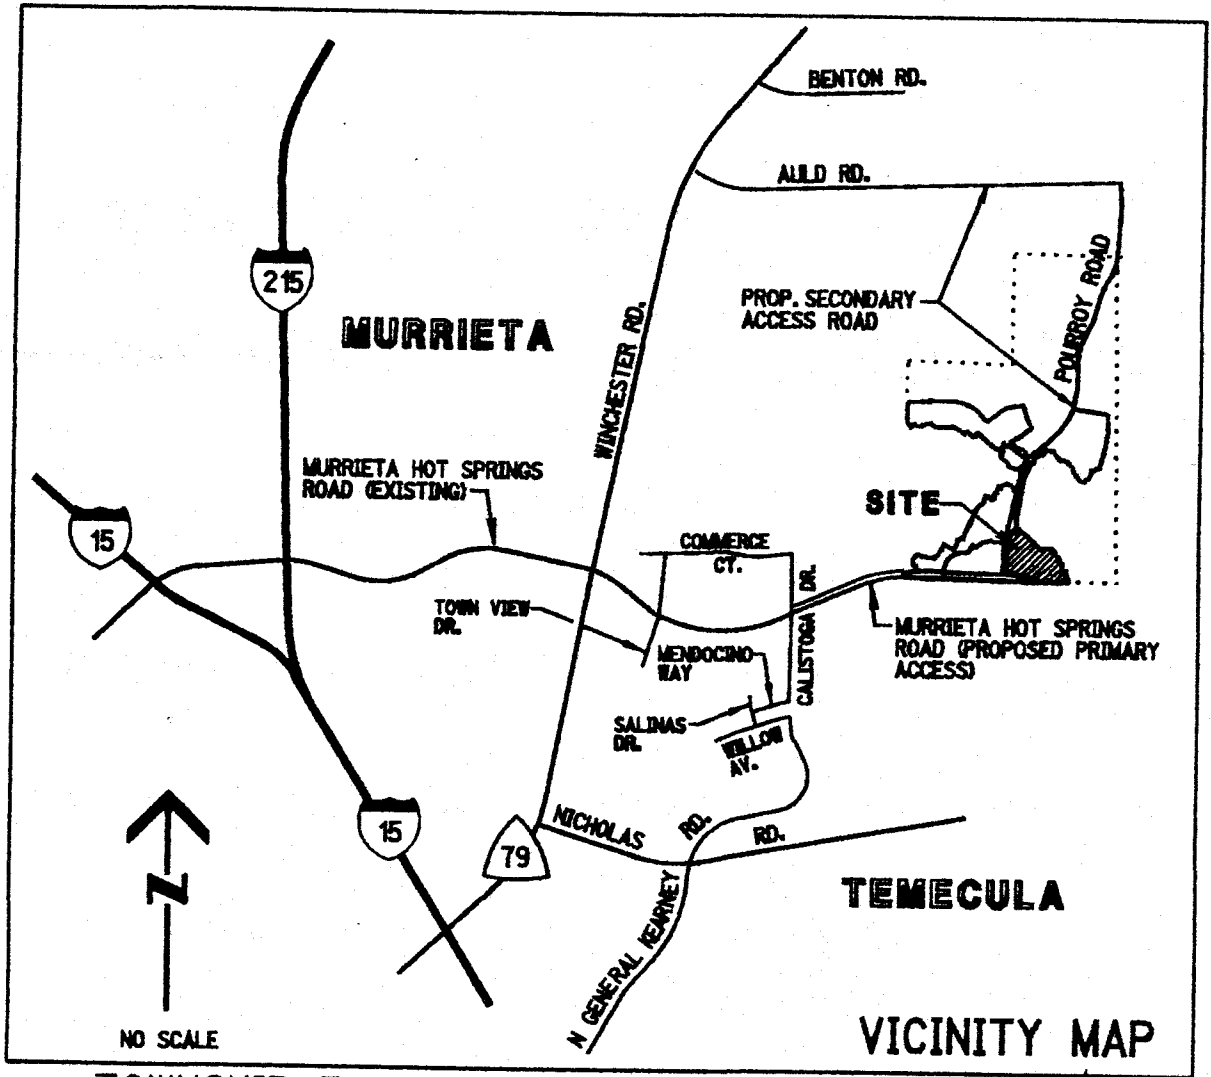 BENTON RD.
AULD RD.
215
MURRIETA
WINCHESTER RD.
PROP. SECONDARY
ACCESS ROAD
POURROY ROAD
MURRIETA HOT SPRINGS
ROAD (EXISTING)
SITE
15
COMMERCE
CT.
CALISTOGA DR.
TOWN VIEW
DR.
MENDOCINO
WAY
MURRIETA HOT SPRINGS
ROAD (PROPOSED PRIMARY
ACCESS)
SALINAS
DR.
WILLOW
AV.
15
79
NICHOLAS RD.
N GENERAL KEARNEY RD.
TEMECULA
N
NO SCALE
VICINITY MAP